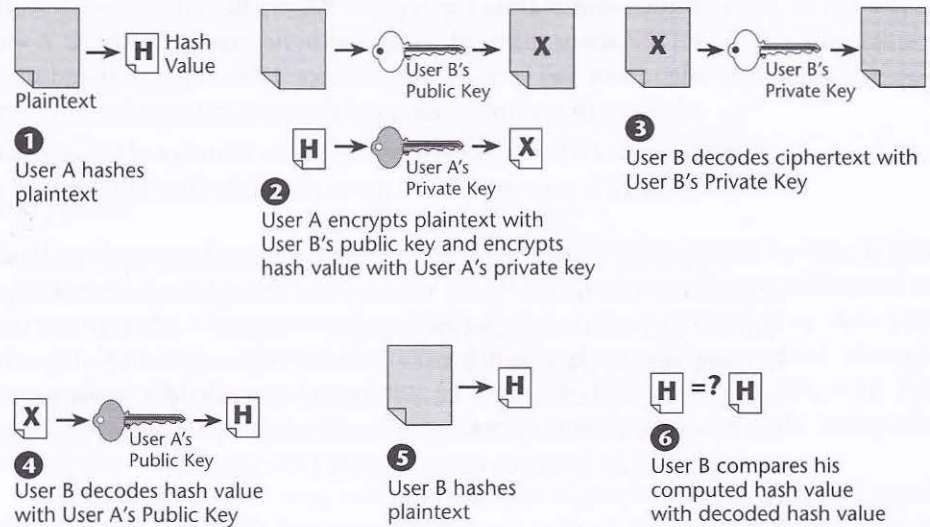 H
Hash
Value
Plaintext
1
User A hashes
plaintext
User B's
Public Key
X
H
User A's
Private Key
X
2
User A encrypts plaintext with
User B's public key and encrypts
hash value with User A's private key
X
User B's
Private Key
3
User B decodes ciphertext with
User B's Private Key
X
User A's
Public Key
H
4
User B decodes hash value
with User A's Public Key
H
5
User B hashes
plaintext
H =? H
6
User B compares his
computed hash value
with decoded hash value